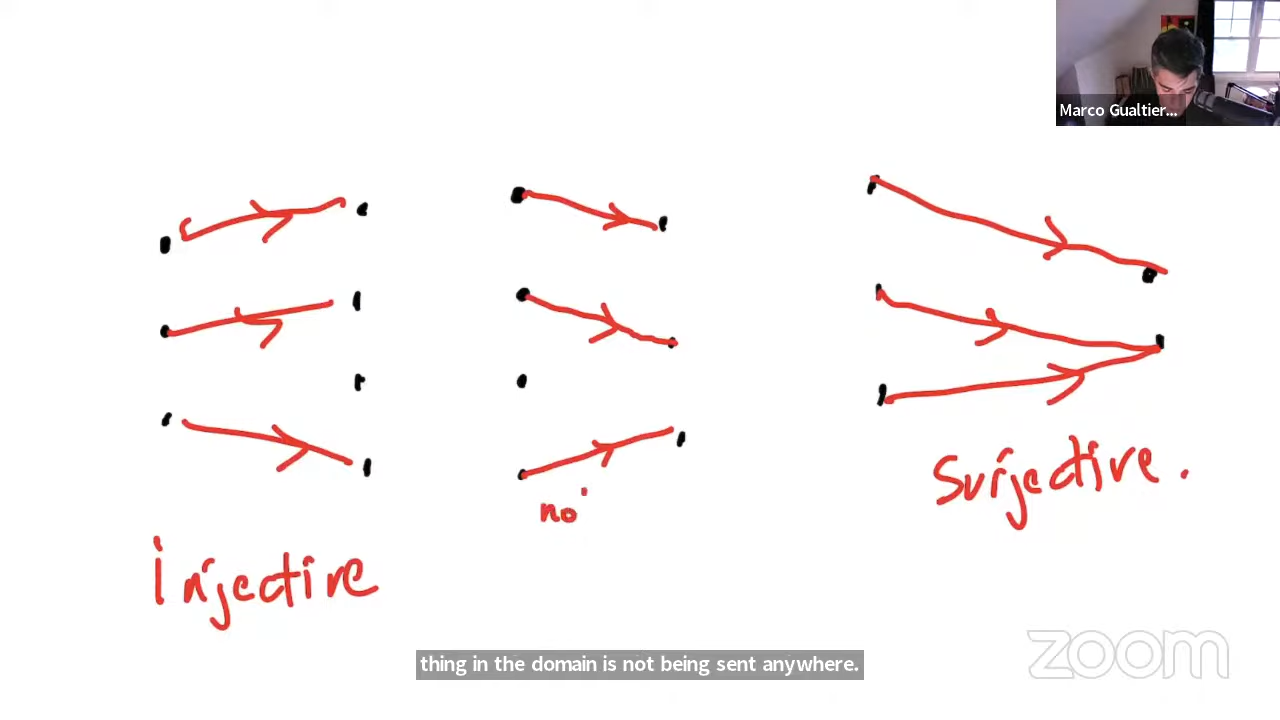 Marco Gualtier...
no
Surjective.
injective
thing in the domain is not being sent anywhere.
zoom